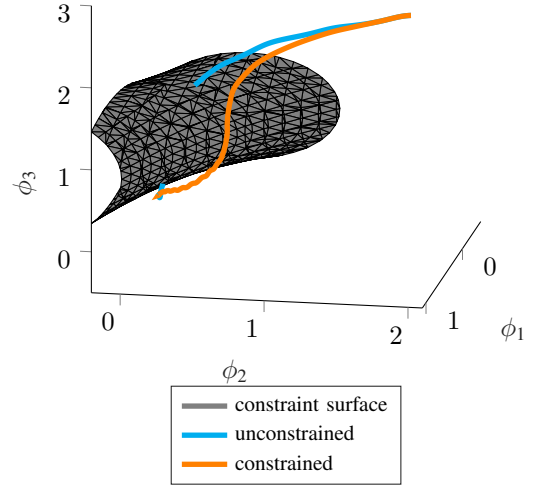 3
2
1
0
ϕ₃
0
1
2
ϕ₂
1
0
ϕ₁
constraint surface
unconstrained
constrained